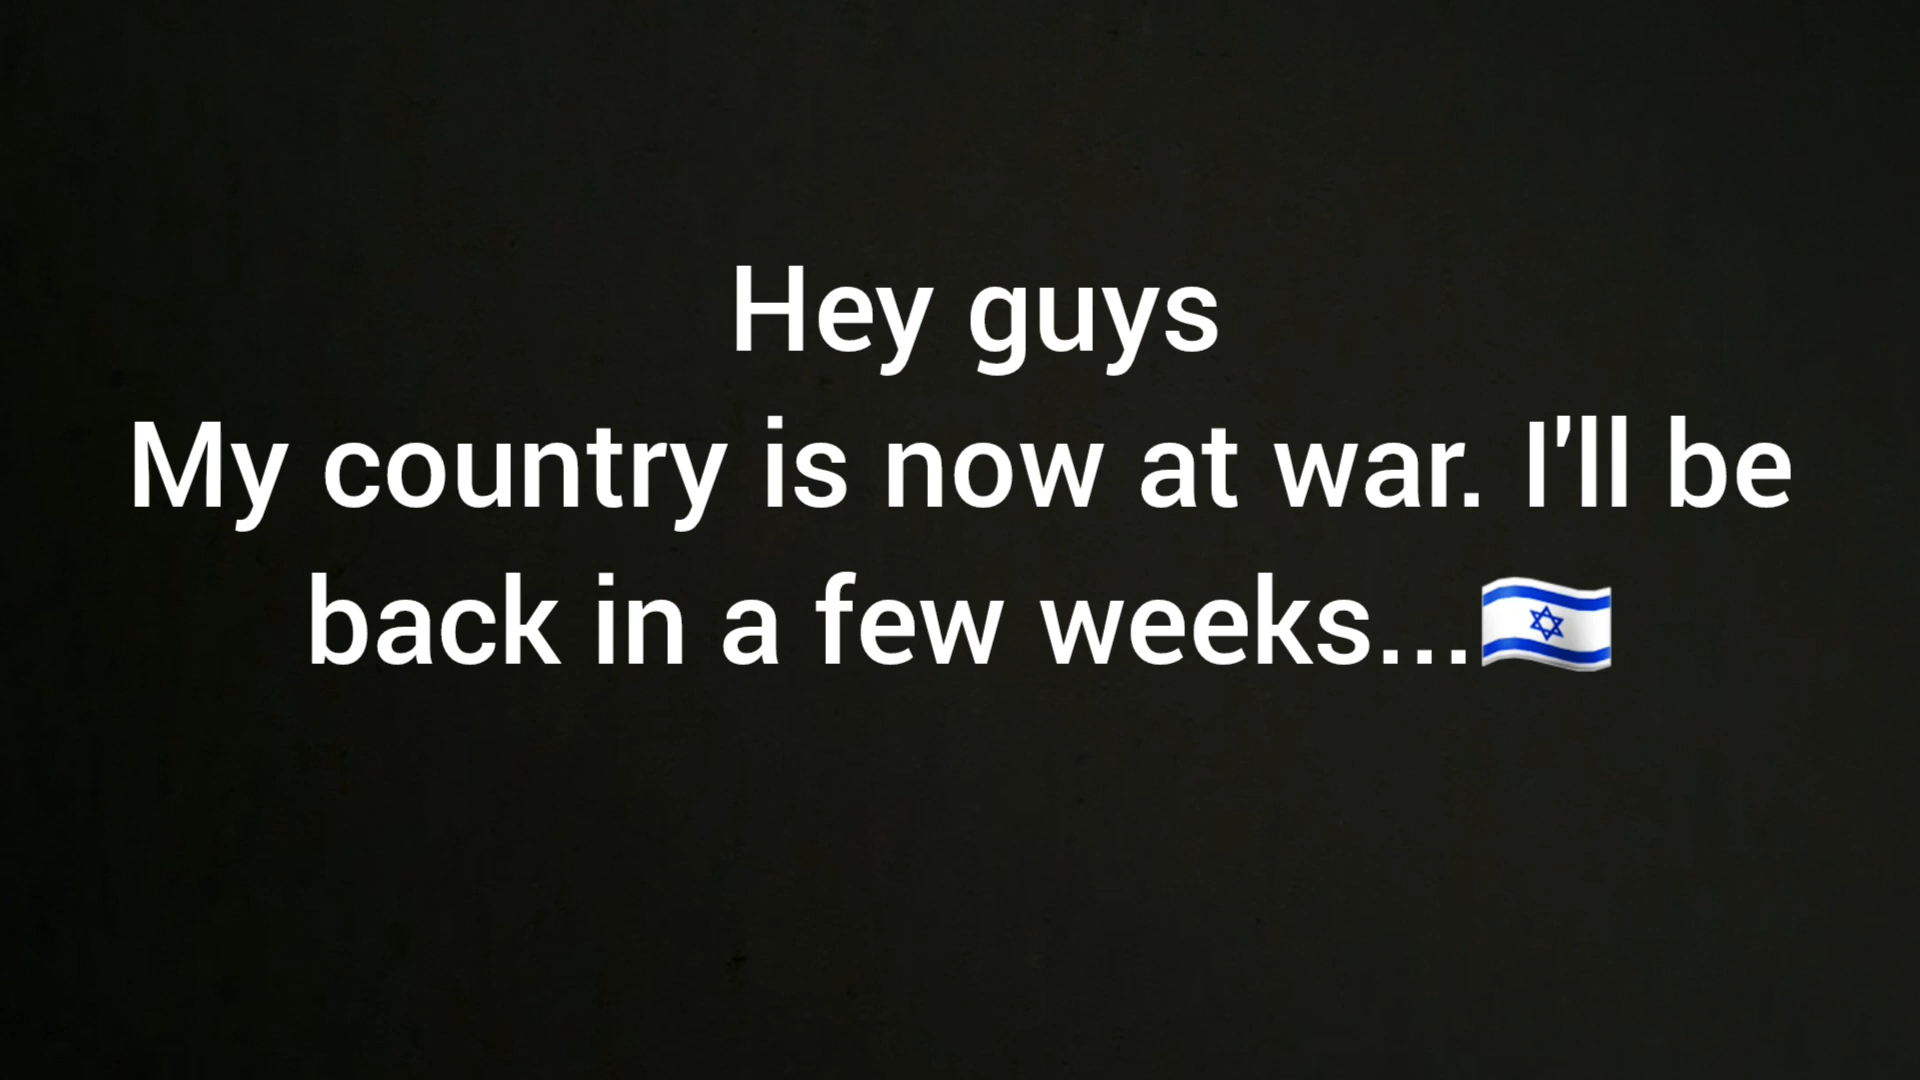 Hey guys
My country is now at war. I'll be
back in a few weeks...🇮🇱